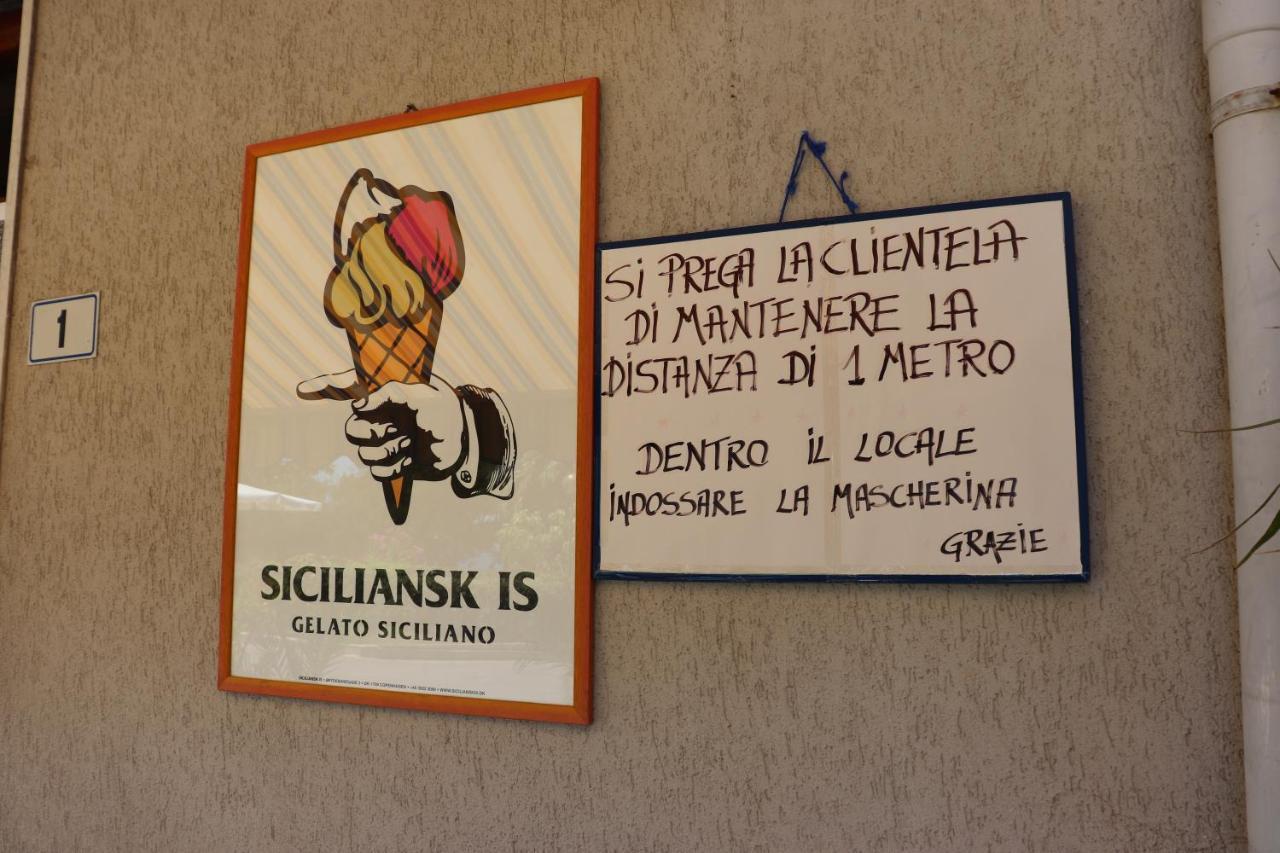 1
SICILIANSK IS
GELATO SICILIANO
SI PREGA LA CLIENTELA
DI MANTENERE LA
DISTANZA DI 1 METRO
DENTRO IL LOCALE
INDOSSARE LA MASCHERINA
GRAZIE